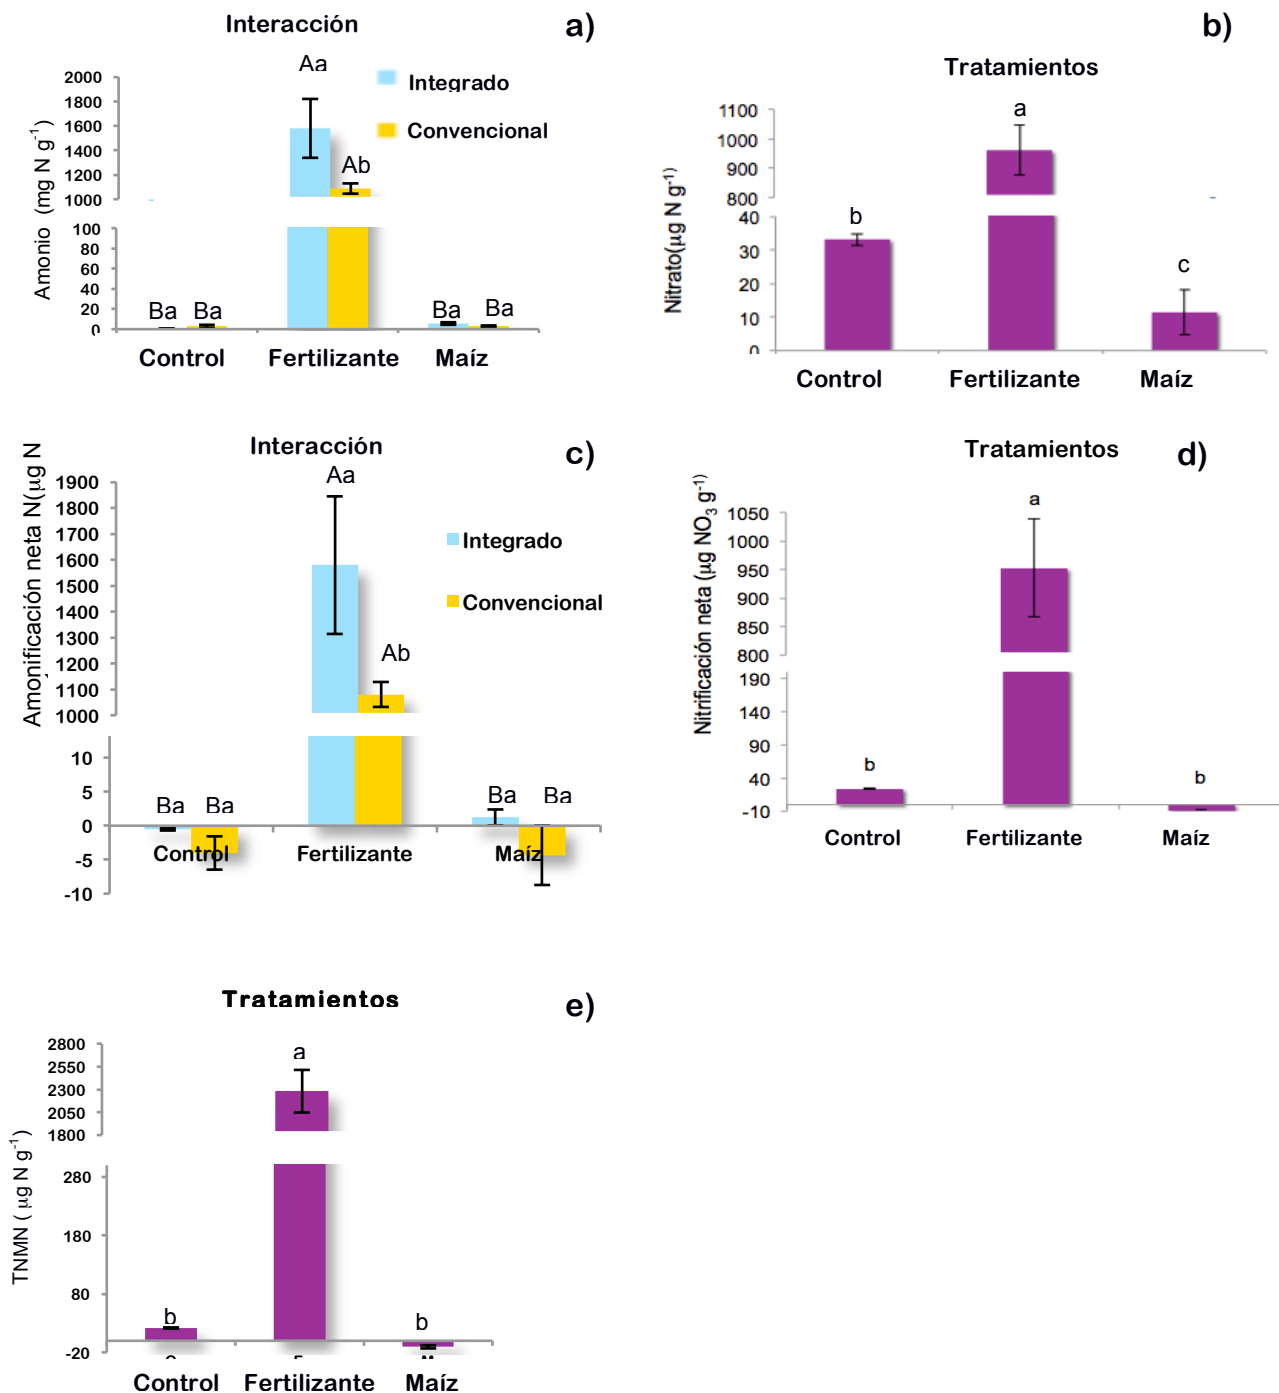 Interacción
a)
Aa
Integrado
Convencional
Ab
Amonio (mg N g-1)
2000
1800
1600
1400
1200
1000
100
80
60
40
20
0
Ba
Ba
Ba
Ba
Control
Fertilizante
Maíz
b)
Tratamientos
Nitrato(µg N g-1)
1100
1000
900
800
40
30
20
10
0
b
a
c
Control
Fertilizante
Maíz
Interacción
c)
Amonificación neta N(µg N
1900
1800
1700
1600
1500
1400
1300
1200
1100
1000
10
5
0
-5
-10
Aa
Ab
Integrado
Convencional
Ba
Ba
Ba
Ba
Control
Fertilizante
Maíz
Tratamientos
d)
Nitrificación neta (µg NO3 g-1)
1050
1000
950
900
850
800
190
140
90
40
-10
b
a
b
Control
Fertilizante
Maíz
Tratamientos
e)
TNMN ( µg N g-1)
2800
2550
2300
2050
1800
280
180
80
-20
b
a
b
Control
Fertilizante
Maíz